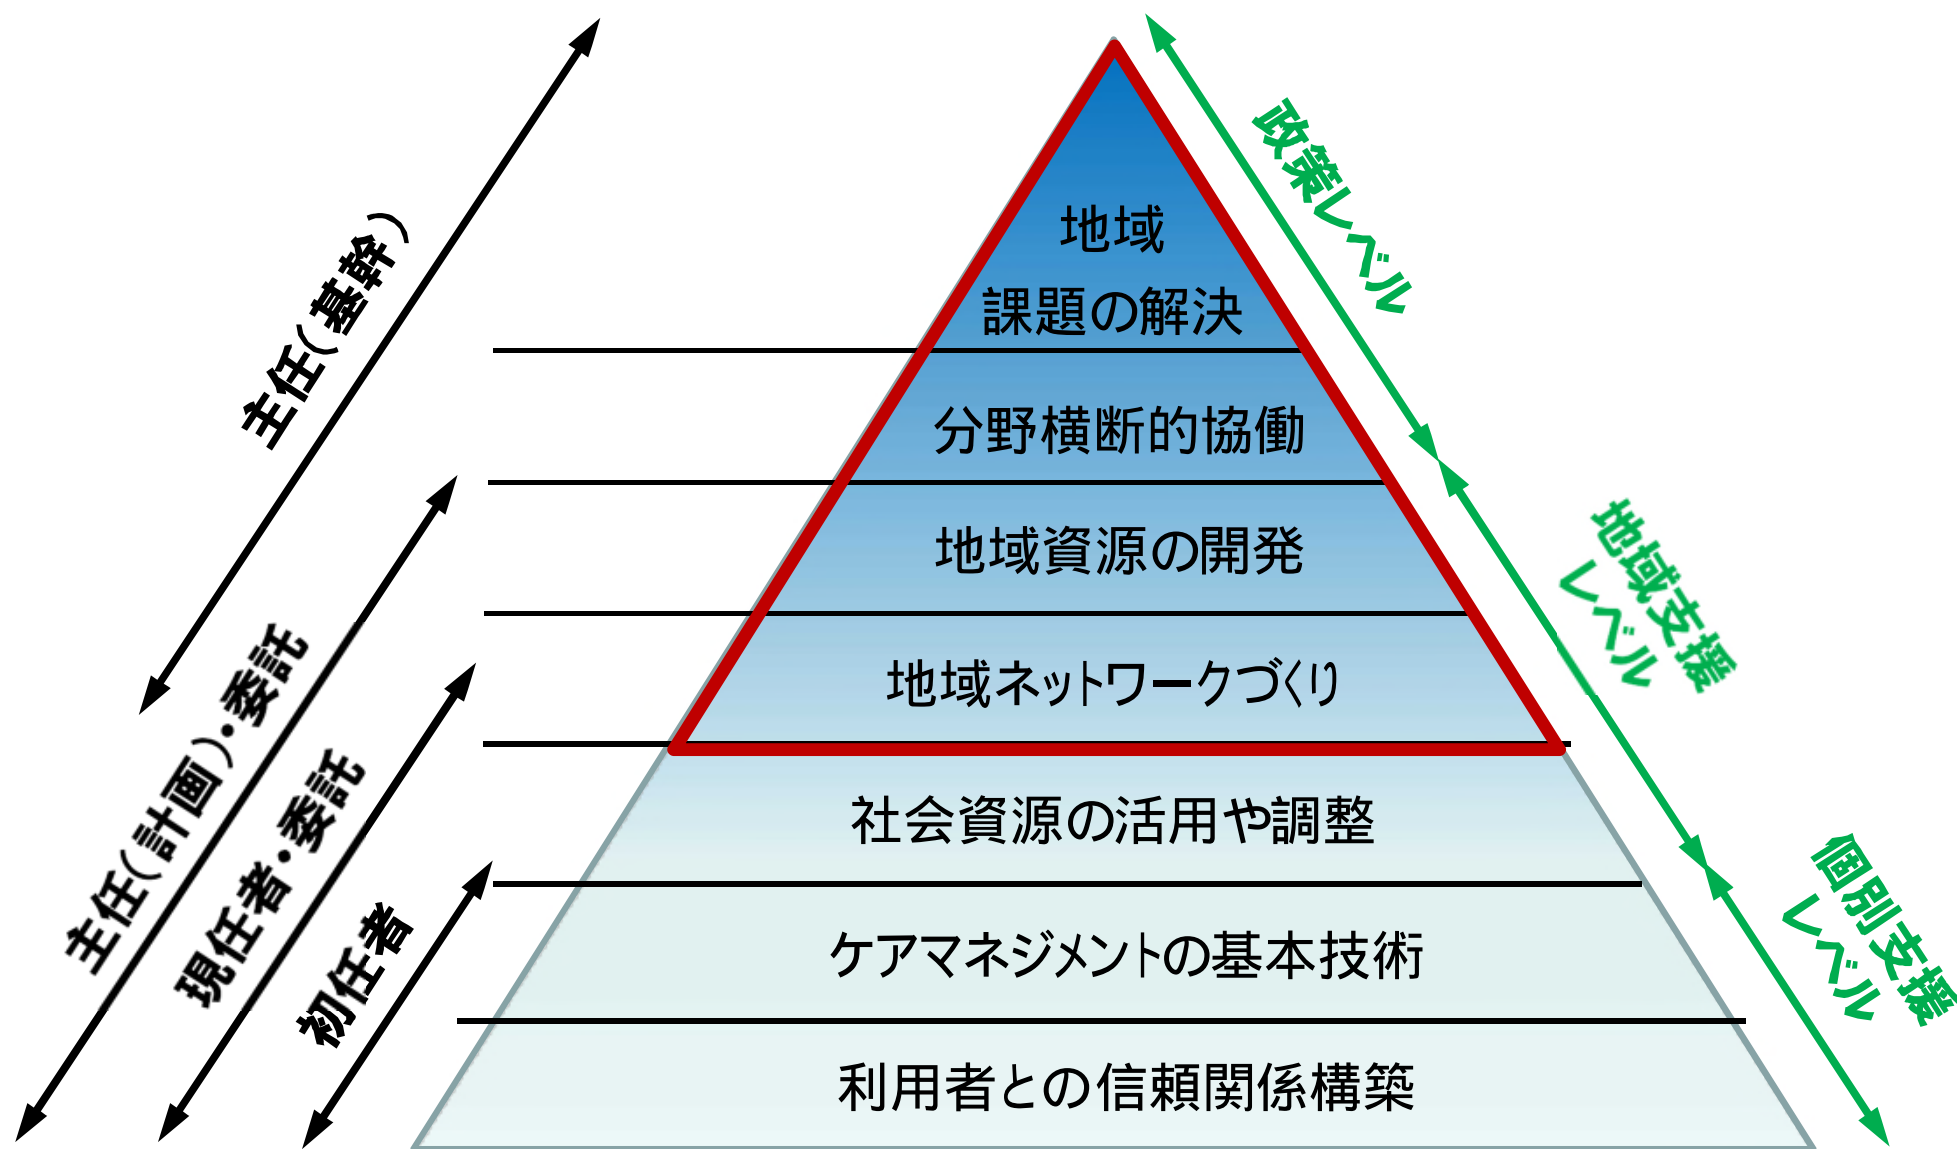 地域
課題の解決
分野横断的協働
地域資源の開発
地域ネットワークづくり
社会資源の活用や調整
ケアマネジメントの基本技術
利用者との信頼関係構築
主任(基幹)
主任(計画)・委託
現任者・委託
初任者
政策レベル
地域支援
レベル
個別支援
レベル